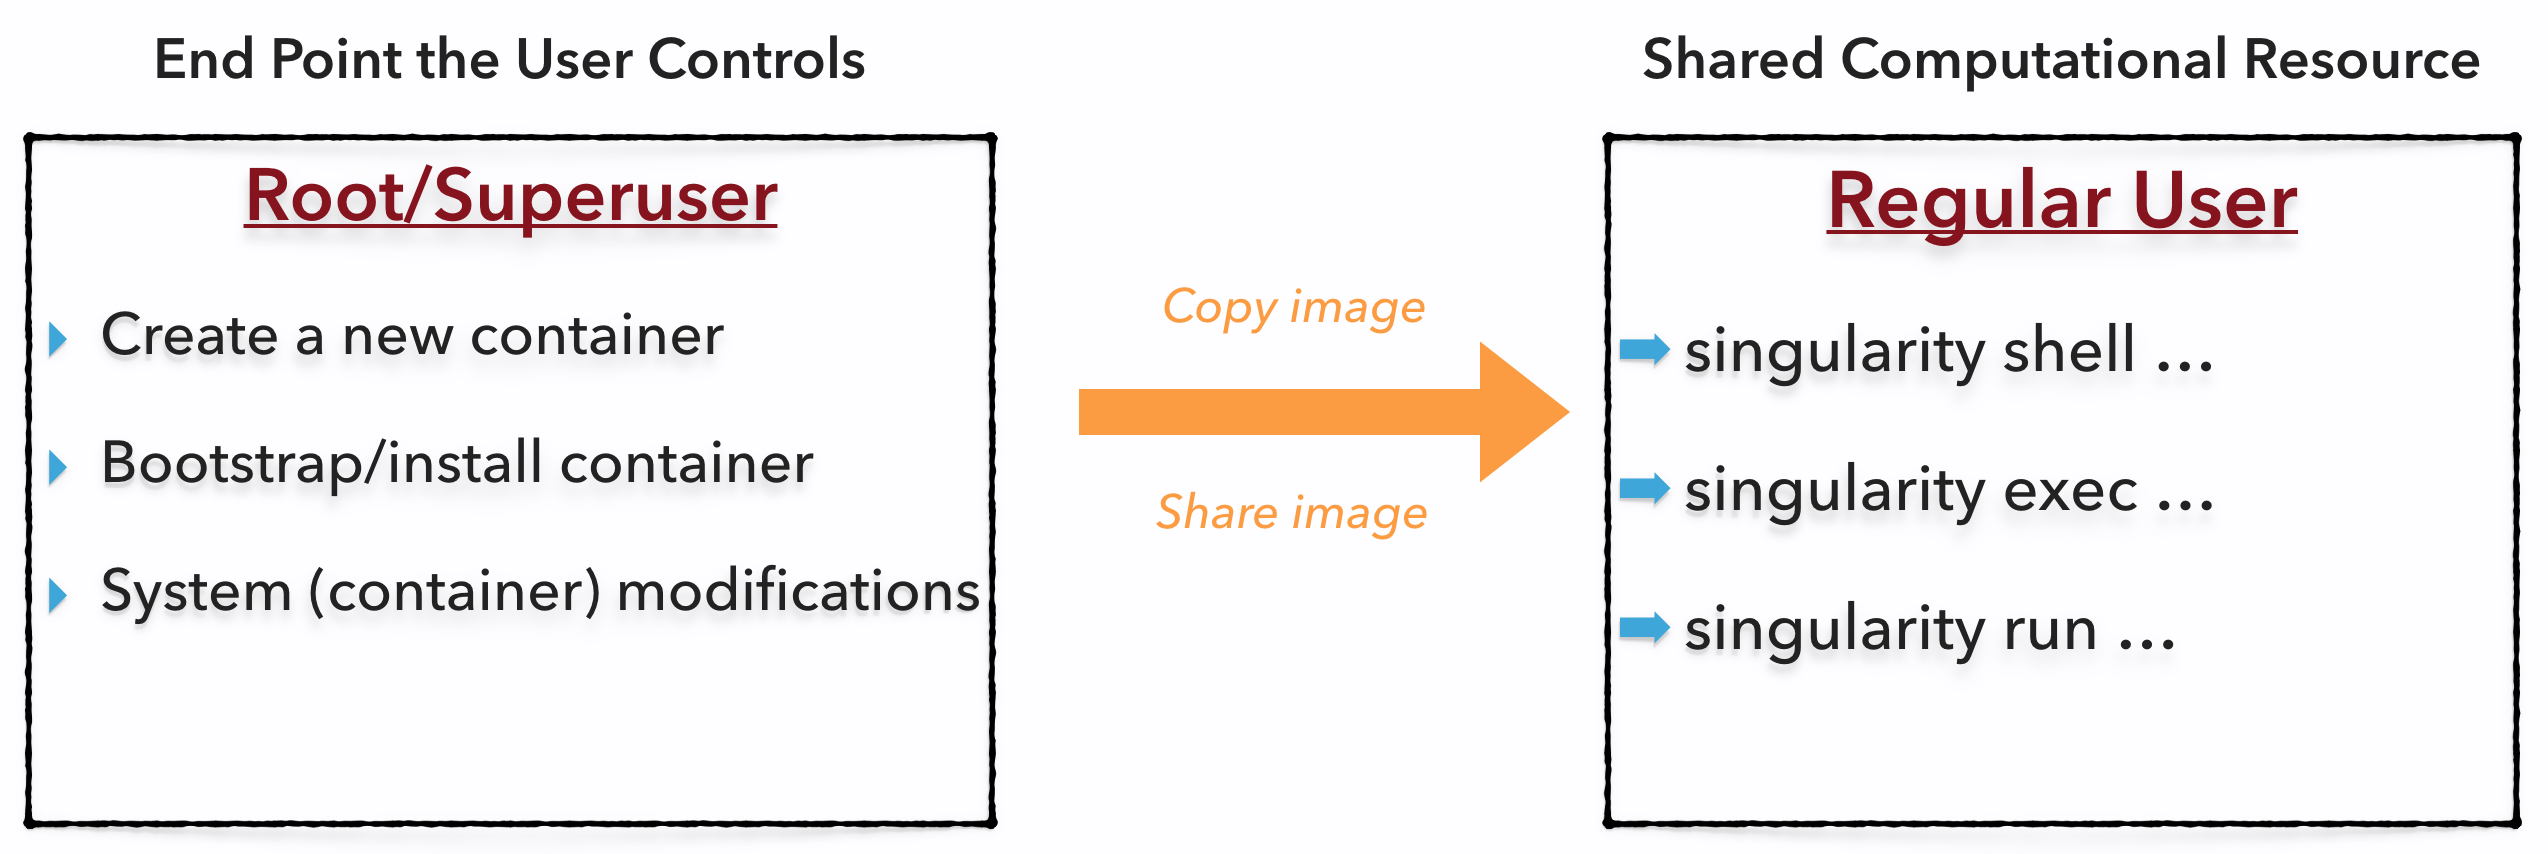 End Point the User Controls
Root/Superuser
Create a new container
Bootstrap/install container
System (container) modifications
Copy image
Share image
Shared Computational Resource
Regular User
singularity shell ...
singularity exec ...
singularity run ...